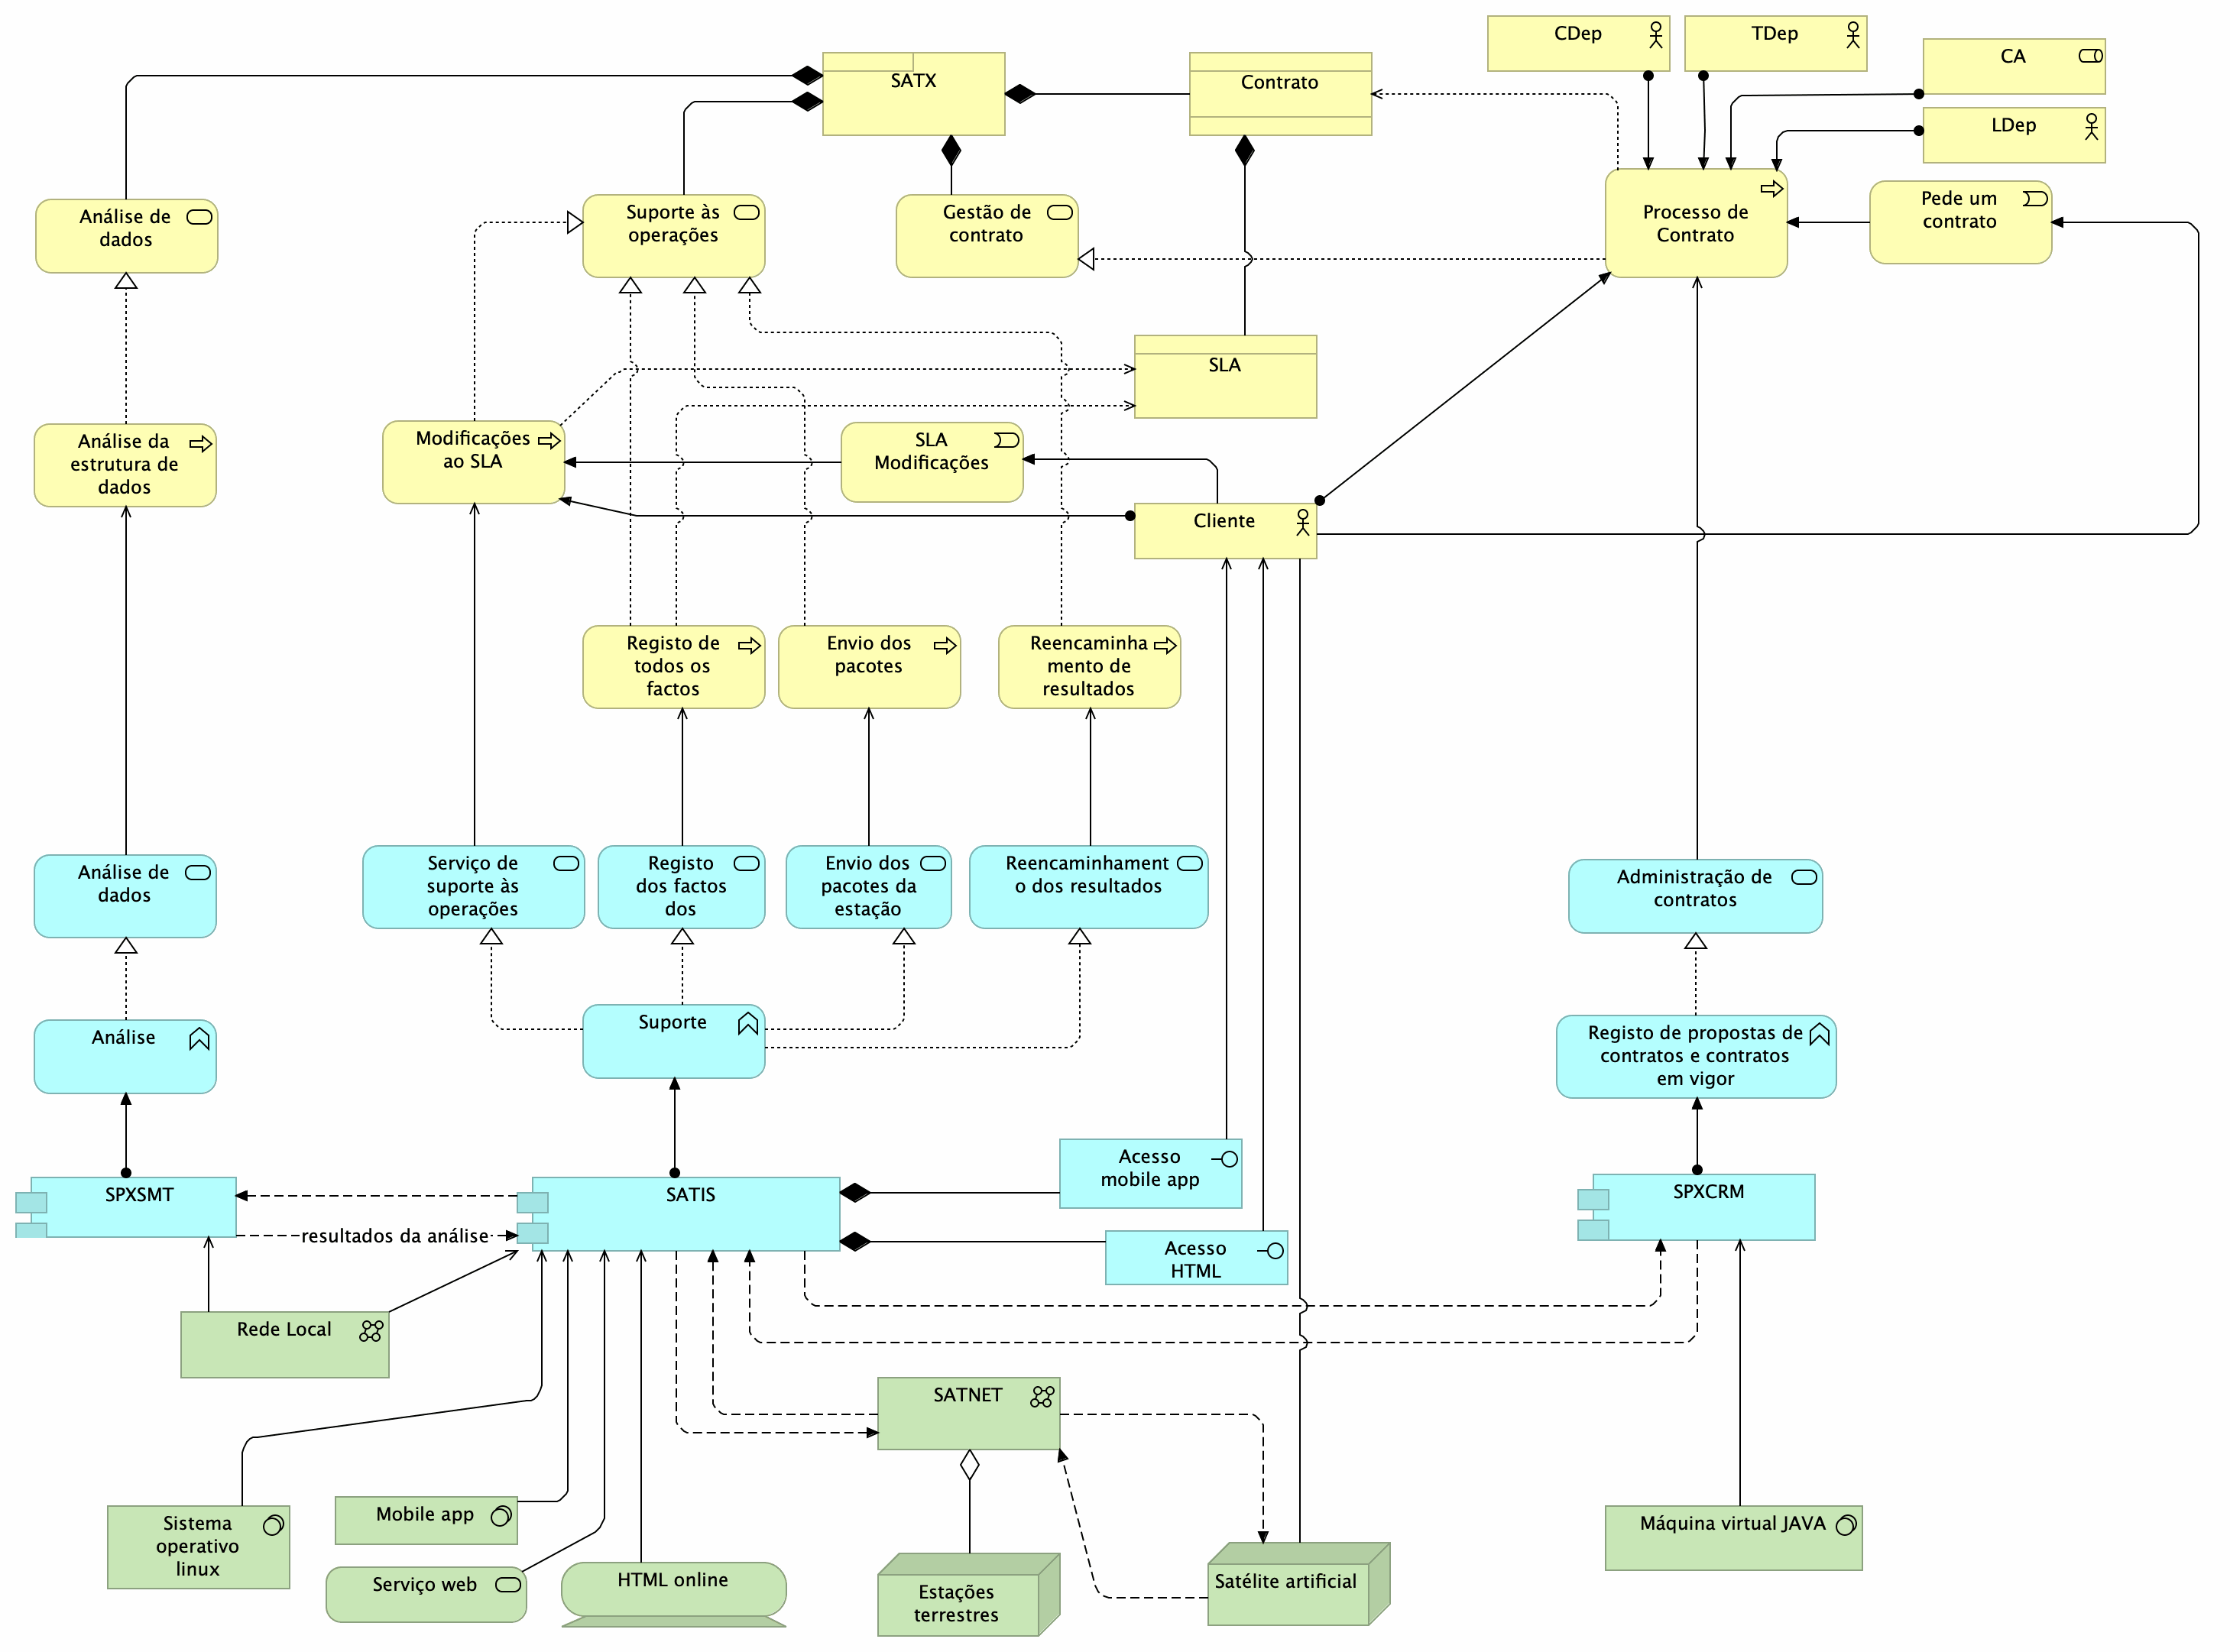 CDep
TDep
CA
SATX
Contrato
LDep
Análise de
dados
Suporte às
operações
Gestão de
contrato
Processo de
Contrato
Pede um
contrato
SLA
Análise da
estrutura de
dados
Modificações
ao SLA
SLA
Modificações
Cliente
Registo de
todos os
factos
Envio dos
pacotes
Reencaminha
mento de
resultados
Análise de
dados
Serviço de
suporte às
operações
Registo
dos factos
dos
Envio dos
pacotes da
estação
Reencaminhament
o dos resultados
Administração de
contratos
Análise
Suporte
Registo de propostas de
contratos e contratos
em vigor
Acesso
mobile app
SPXSMT
SATIS
SPXCRM
resultados da análise
Acesso
HTML
Rede Local
SATNET
Sistema
operativo
linux
Mobile app
Serviço web
HTML online
Estações
terrestres
Satélite artificial
Máquina virtual JAVA